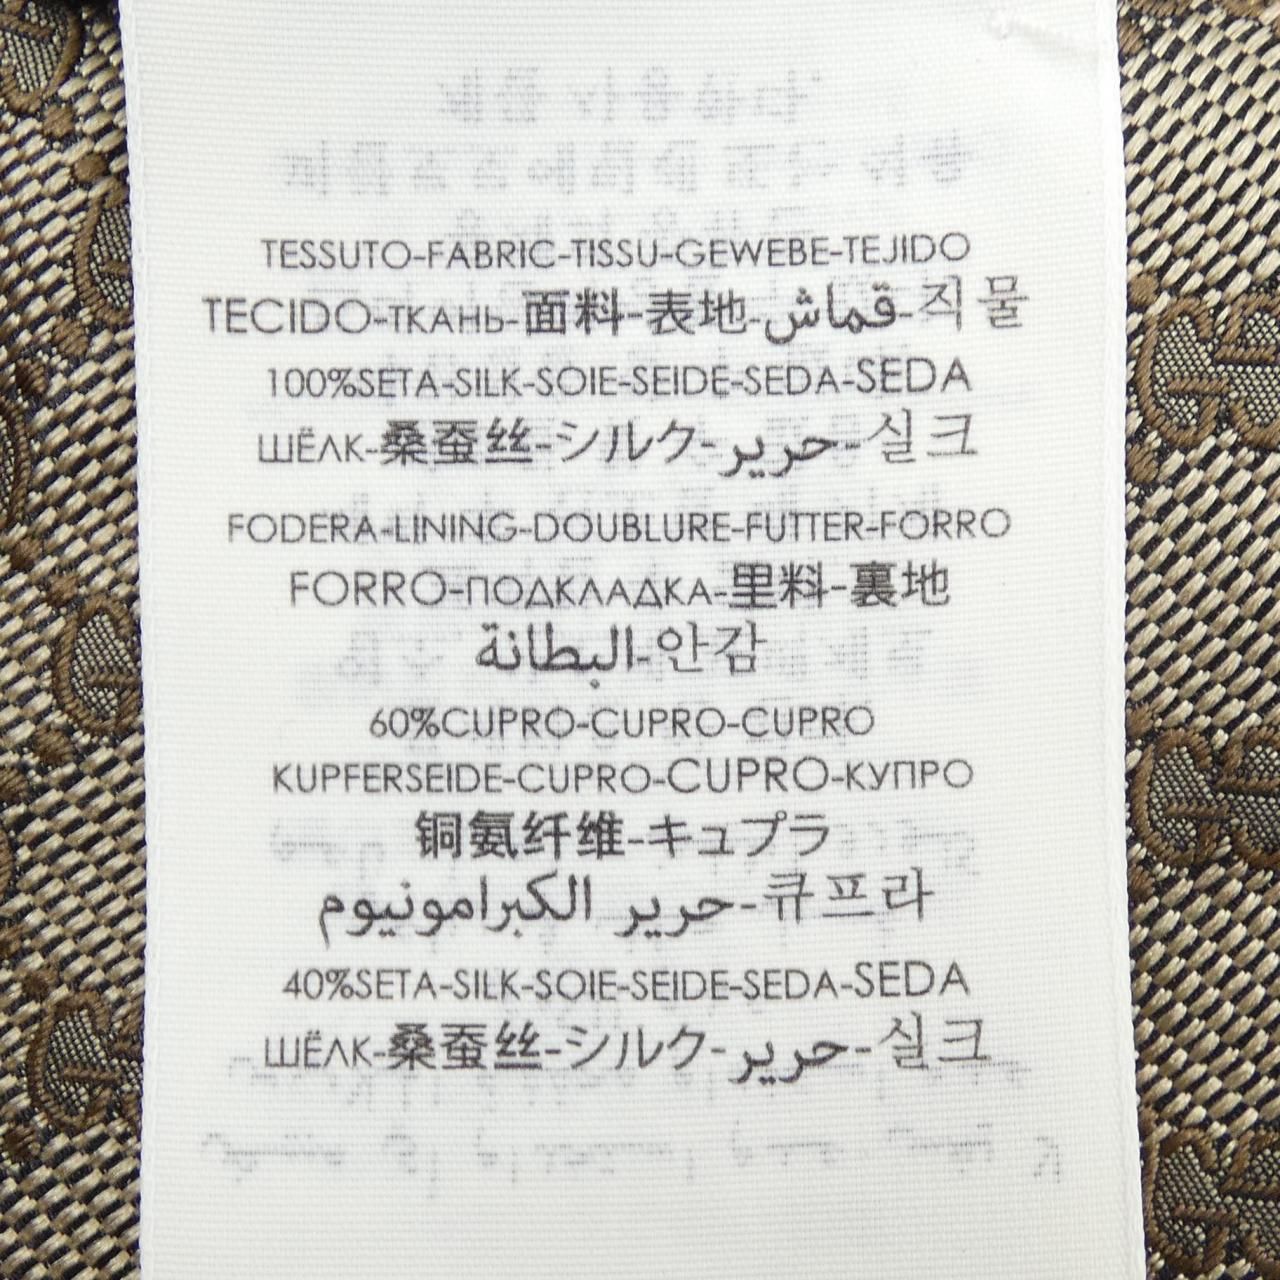 TESSUTO-FABRIC-TISSU-GEWEBE-TEJIDO
TECIDO-ТКАНЬ-面料-表地-قماش-직물
100%SETA-SILK-SOIE-SEIDE-SEDA-SEDA
ШЁЛК-桑蚕丝-シルク-حرير-실크
FODERA-LINING-DOUBLURE-FUTTER-FORRO
FORRO-ПОДКЛАДКА-里料-裏地
البطانة-안감
60%CUPRO-CUPRO-CUPRO
KUPFERSEIDE-CUPRO-CUPRO-КУПРО
铜氨纤维-キュプラ
حرير الكبرامونيوم-큐프라
40%SETA-SILK-SOIE-SEIDE-SEDA-SEDA
ШЁЛК-桑蚕丝-シルク-حرير-실크